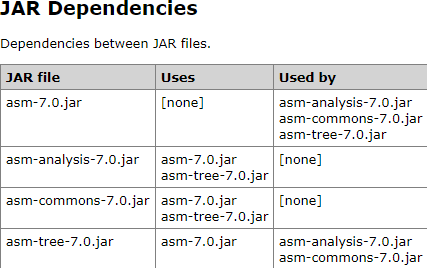 JAR Dependencies
Dependencies between JAR files.
JAR file Uses Used by
asm-7.0.jar [none] asm-analysis-7.0.jar
asm-commons-7.0.jar
asm-tree-7.0.jar
asm-analysis-7.0.jar asm-7.0.jar [none]
asm-tree-7.0.jar
asm-commons-7.0.jar asm-7.0.jar [none]
asm-tree-7.0.jar
asm-tree-7.0.jar asm-7.0.jar asm-analysis-7.0.jar
asm-commons-7.0.jar